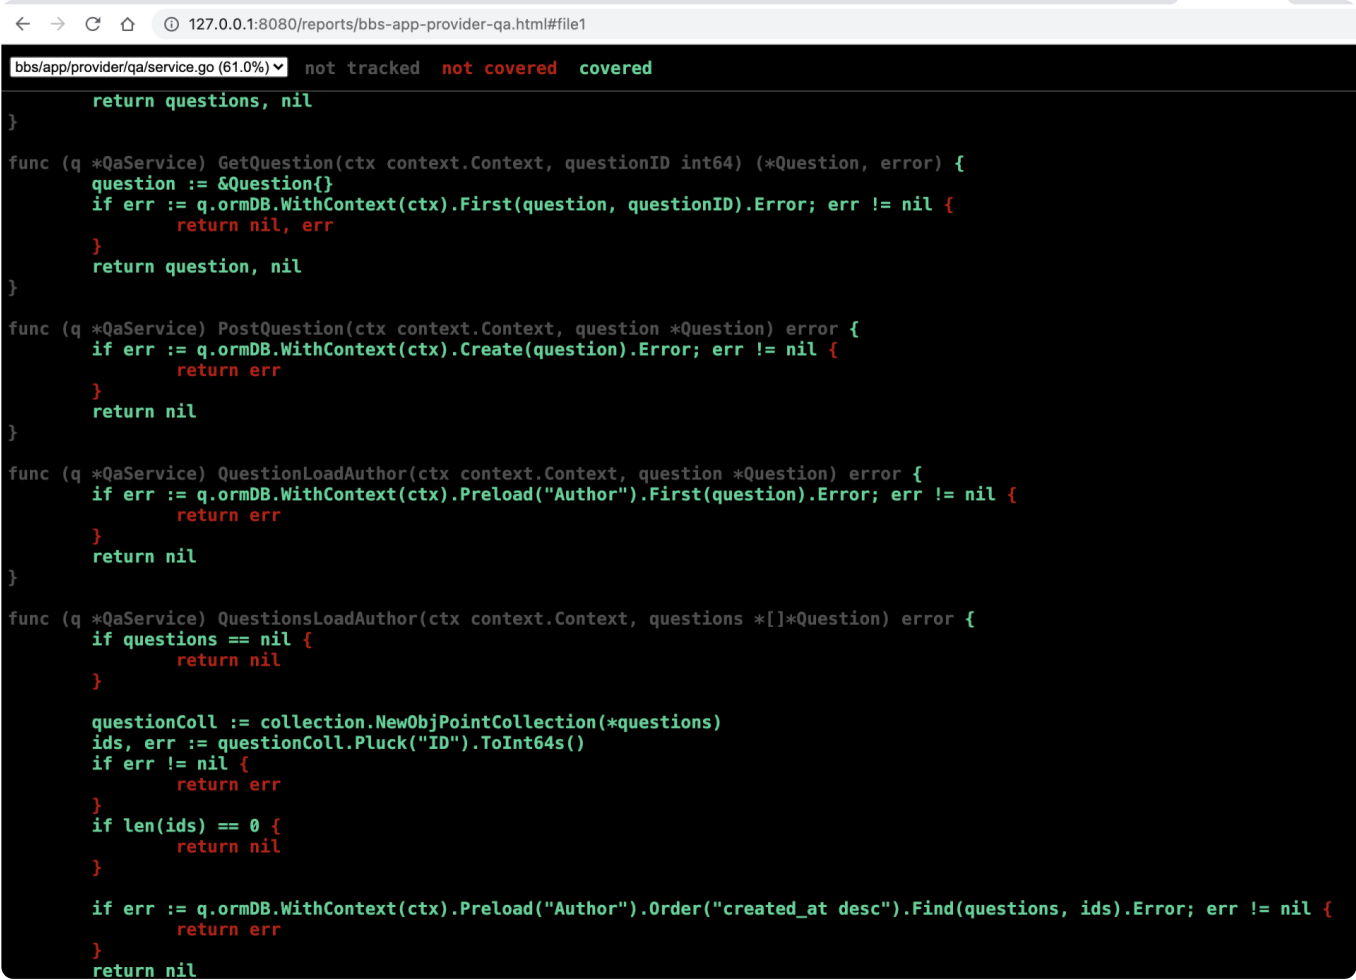 127.0.0.1:8080/reports/bbs-app-provider-qa.html#file1
bbs/app/provider/qa/service.go (61.0%) not tracked not covered covered
return questions, nil
}
func (q *QaService) GetQuestion(ctx context.Context, questionID int64) (*Question, error) {
question := &Question{}
if err := q.ormDB.WithContext(ctx).First(question, questionID).Error; err != nil {
return nil, err
}
return question, nil
}
func (q *QaService) PostQuestion(ctx context.Context, question *Question) error {
if err := q.ormDB.WithContext(ctx).Create(question).Error; err != nil {
return err
}
return nil
}
func (q *QaService) QuestionLoadAuthor(ctx context.Context, question *Question) error {
if err := q.ormDB.WithContext(ctx).Preload("Author").First(question).Error; err != nil {
return err
}
return nil
}
func (q *QaService) QuestionsLoadAuthor(ctx context.Context, questions *[]*Question) error {
if questions == nil {
return nil
}
questionColl := collection.NewObjPointCollection(*questions)
ids, err := questionColl.Pluck("ID").ToInt64s()
if err != nil {
return err
}
if len(ids) == 0 {
return nil
}
if err := q.ormDB.WithContext(ctx).Preload("Author").Order("created_at desc").Find(questions, ids).Error; err != nil {
return err
}
return nil